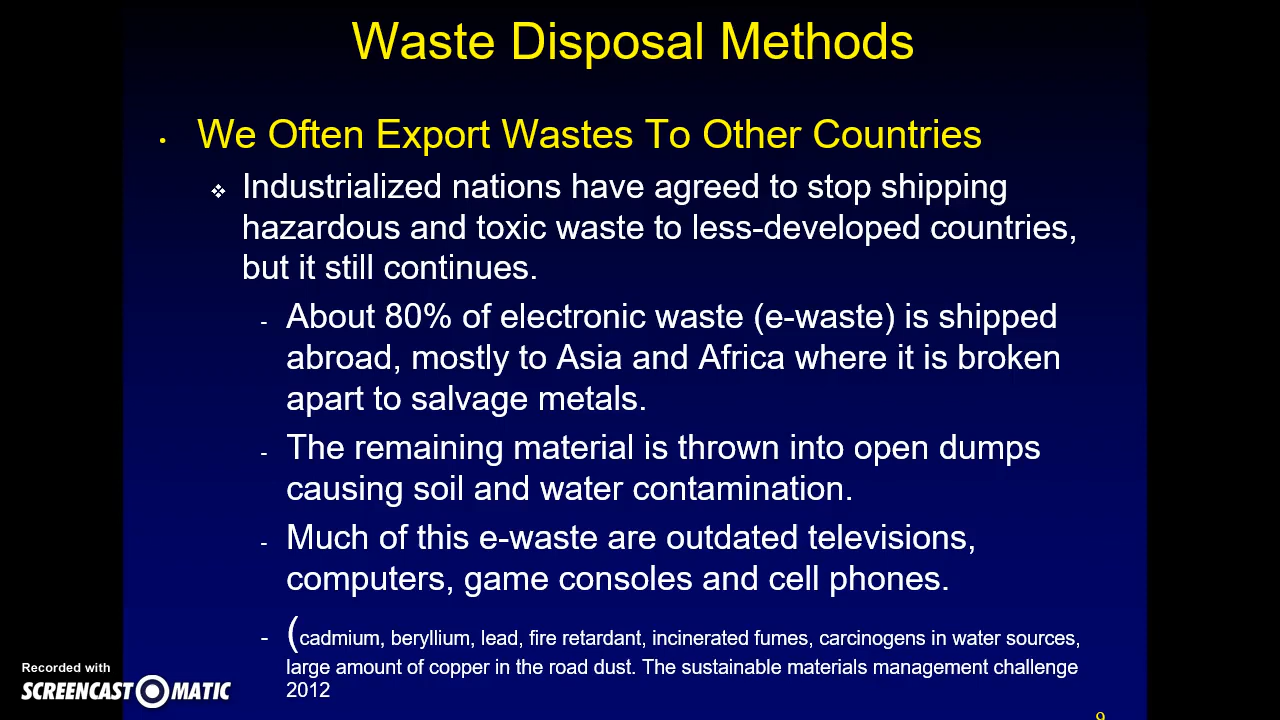 Waste Disposal Methods
• We Often Export Wastes To Other Countries
❖ Industrialized nations have agreed to stop shipping
hazardous and toxic waste to less-developed countries,
but it still continues.
- About 80% of electronic waste (e-waste) is shipped
abroad, mostly to Asia and Africa where it is broken
apart to salvage metals.
- The remaining material is thrown into open dumps
causing soil and water contamination.
- Much of this e-waste are outdated televisions,
computers, game consoles and cell phones.
- (cadmium, beryllium, lead, fire retardant, incinerated fumes, carcinogens in water sources,
large amount of copper in the road dust. The sustainable materials management challenge
2012
Recorded with
SCREENCAST-O-MATIC
9